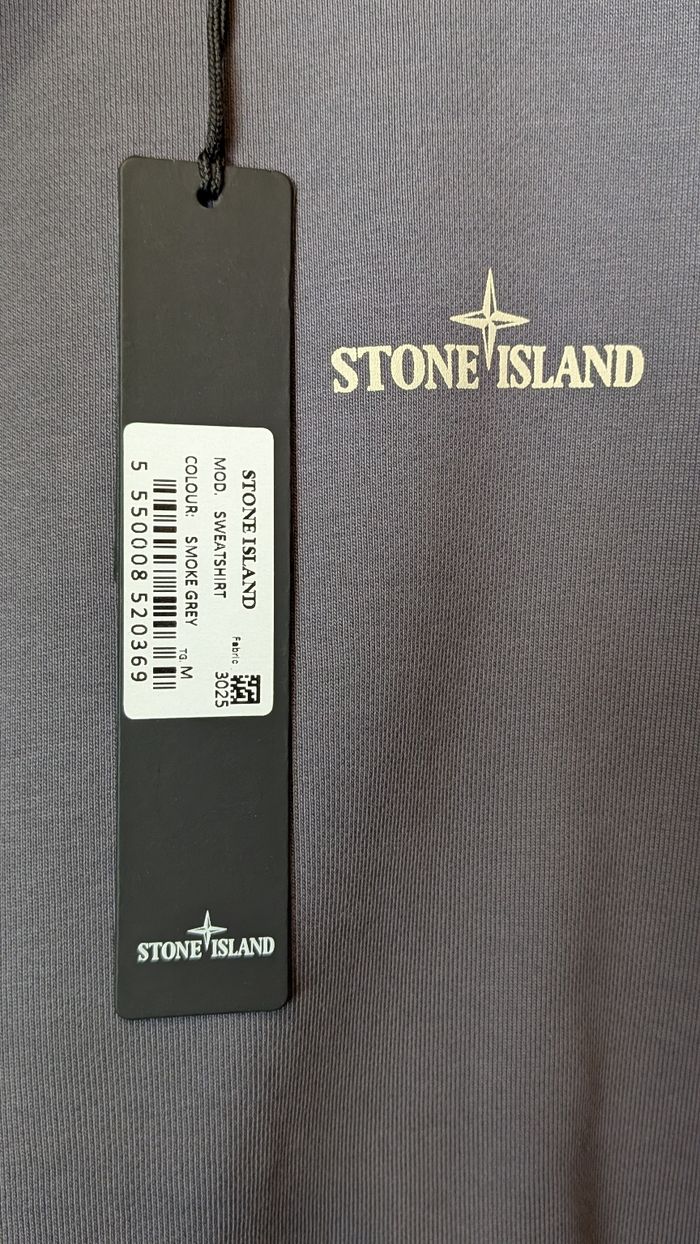 STONE ISLAND
STONE ISLAND
MOD. SWEATSHIRT
Fabric 3025
COLOUR: SMOKE GREY
TG. M
5 550008 520369
STONE ISLAND